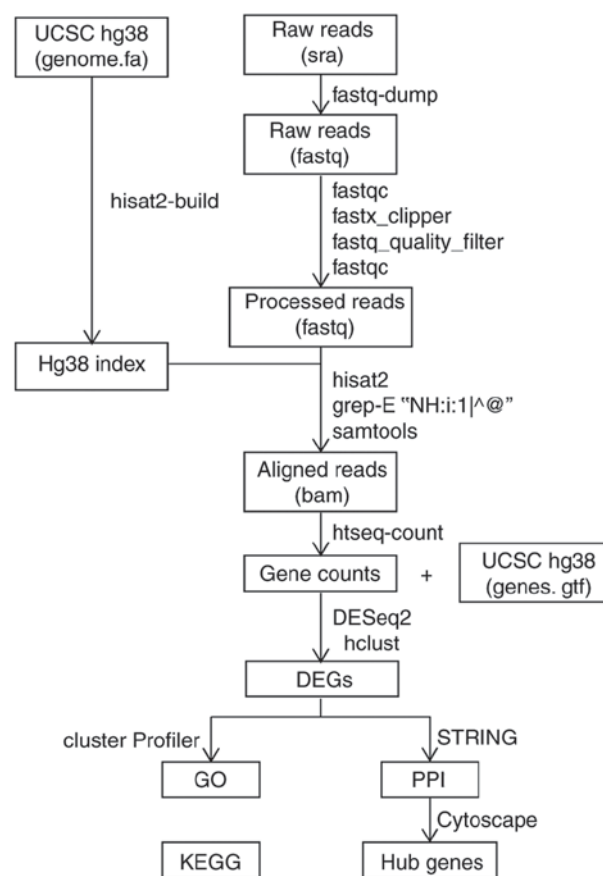 UCSC hg38
(genome.fa)
Raw reads
(sra)
fastq-dump
Raw reads
(fastq)
hisat2-build
fastqc
fastx_clipper
fastq_quality_filter
fastqc
Processed reads
(fastq)
Hg38 index
hisat2
grep-E "NH:i:1|^@"
samtools
Aligned reads
(bam)
htseq-count
Gene counts
+
UCSC hg38
(genes. gtf)
DESeq2
hclust
DEGs
cluster Profiler
STRING
GO
PPI
Cytoscape
KEGG
Hub genes